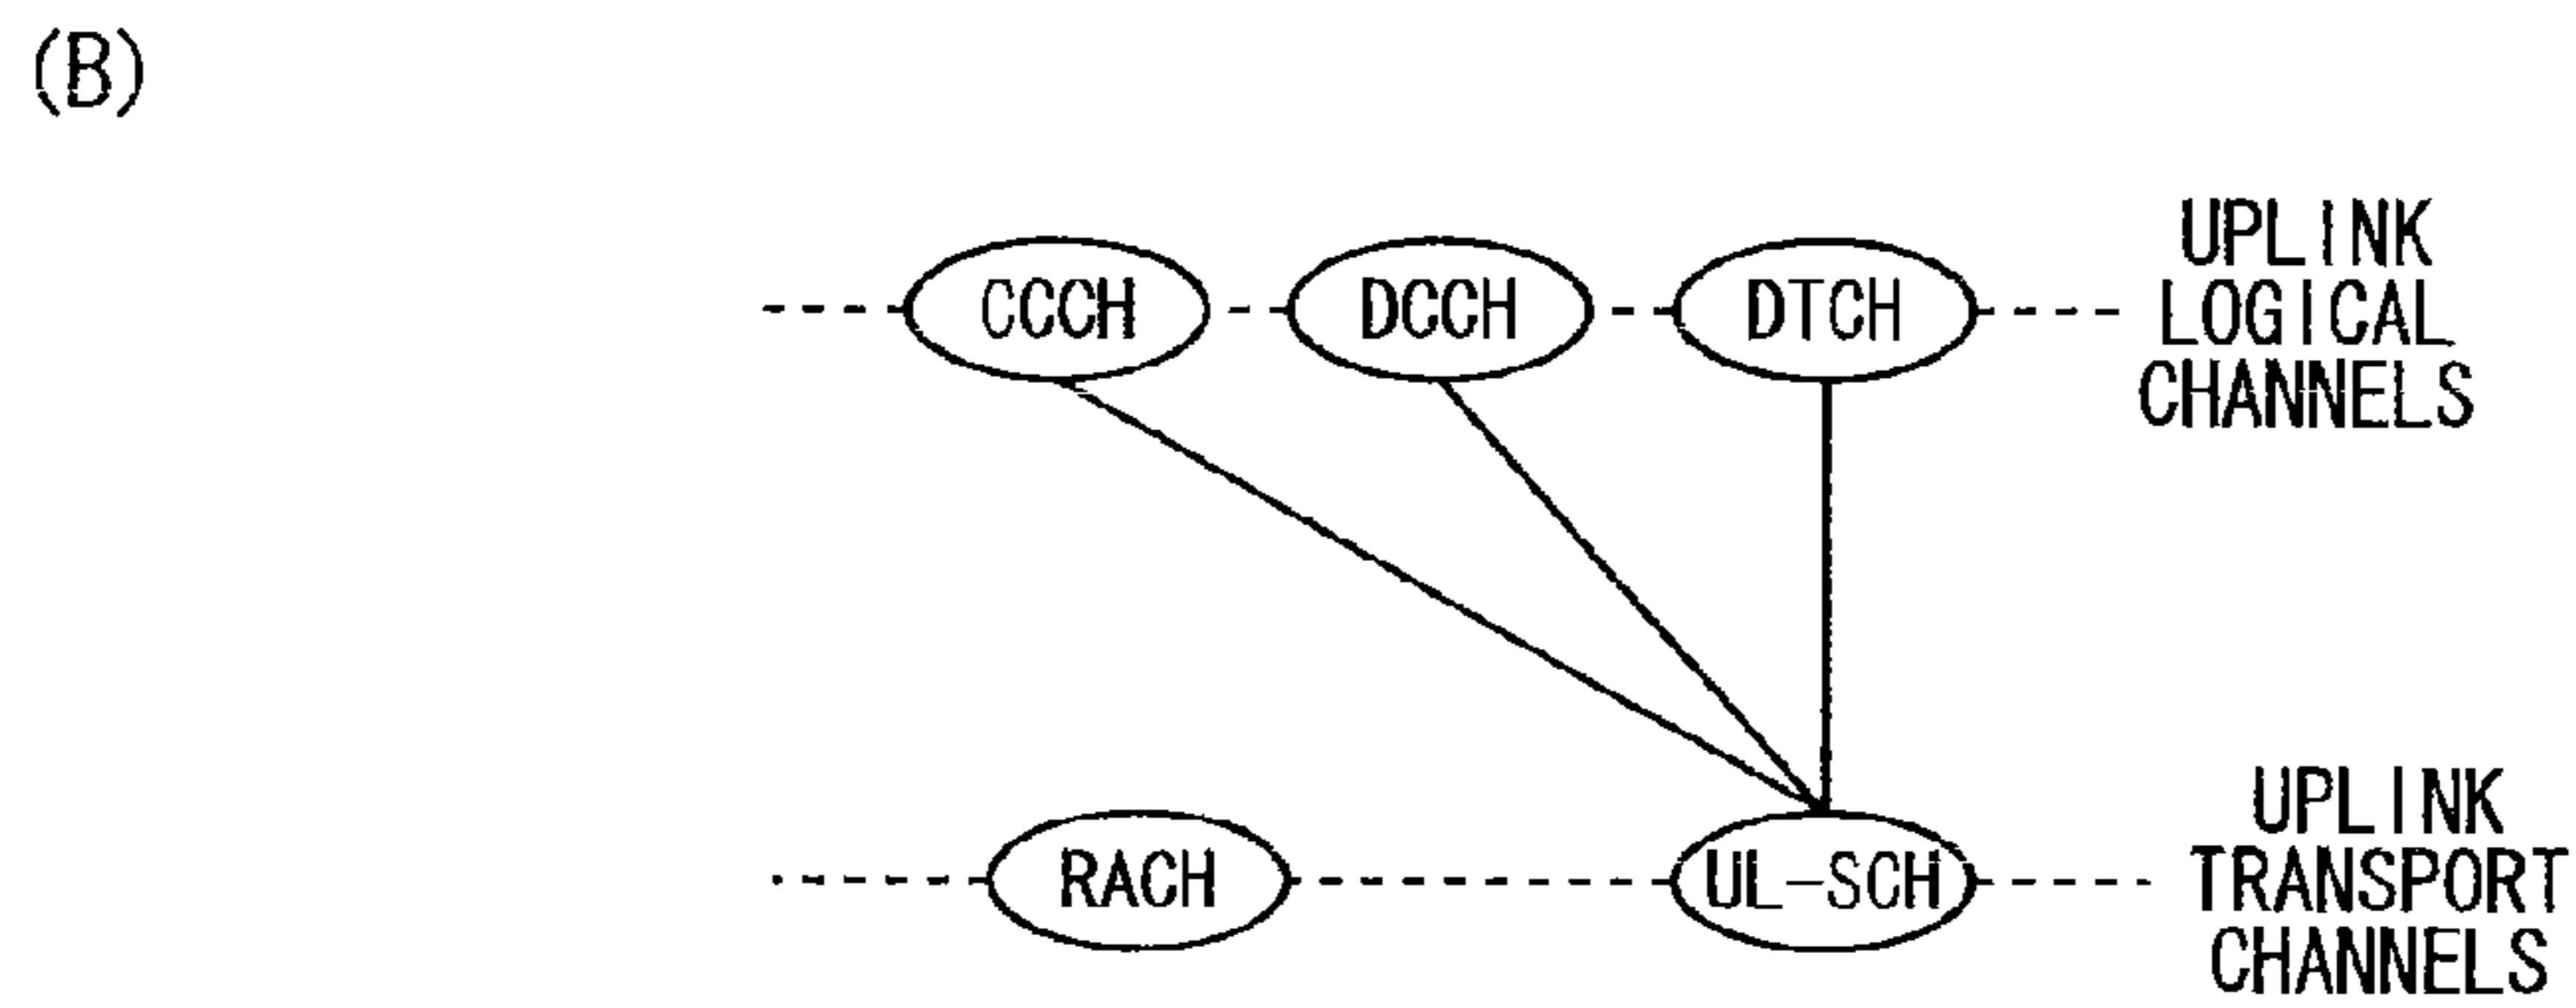 (B)
CCCH DCCH DTCH
UPLINK
LOGICAL
CHANNELS
RACH UL-SCH
UPLINK
TRANSPORT
CHANNELS